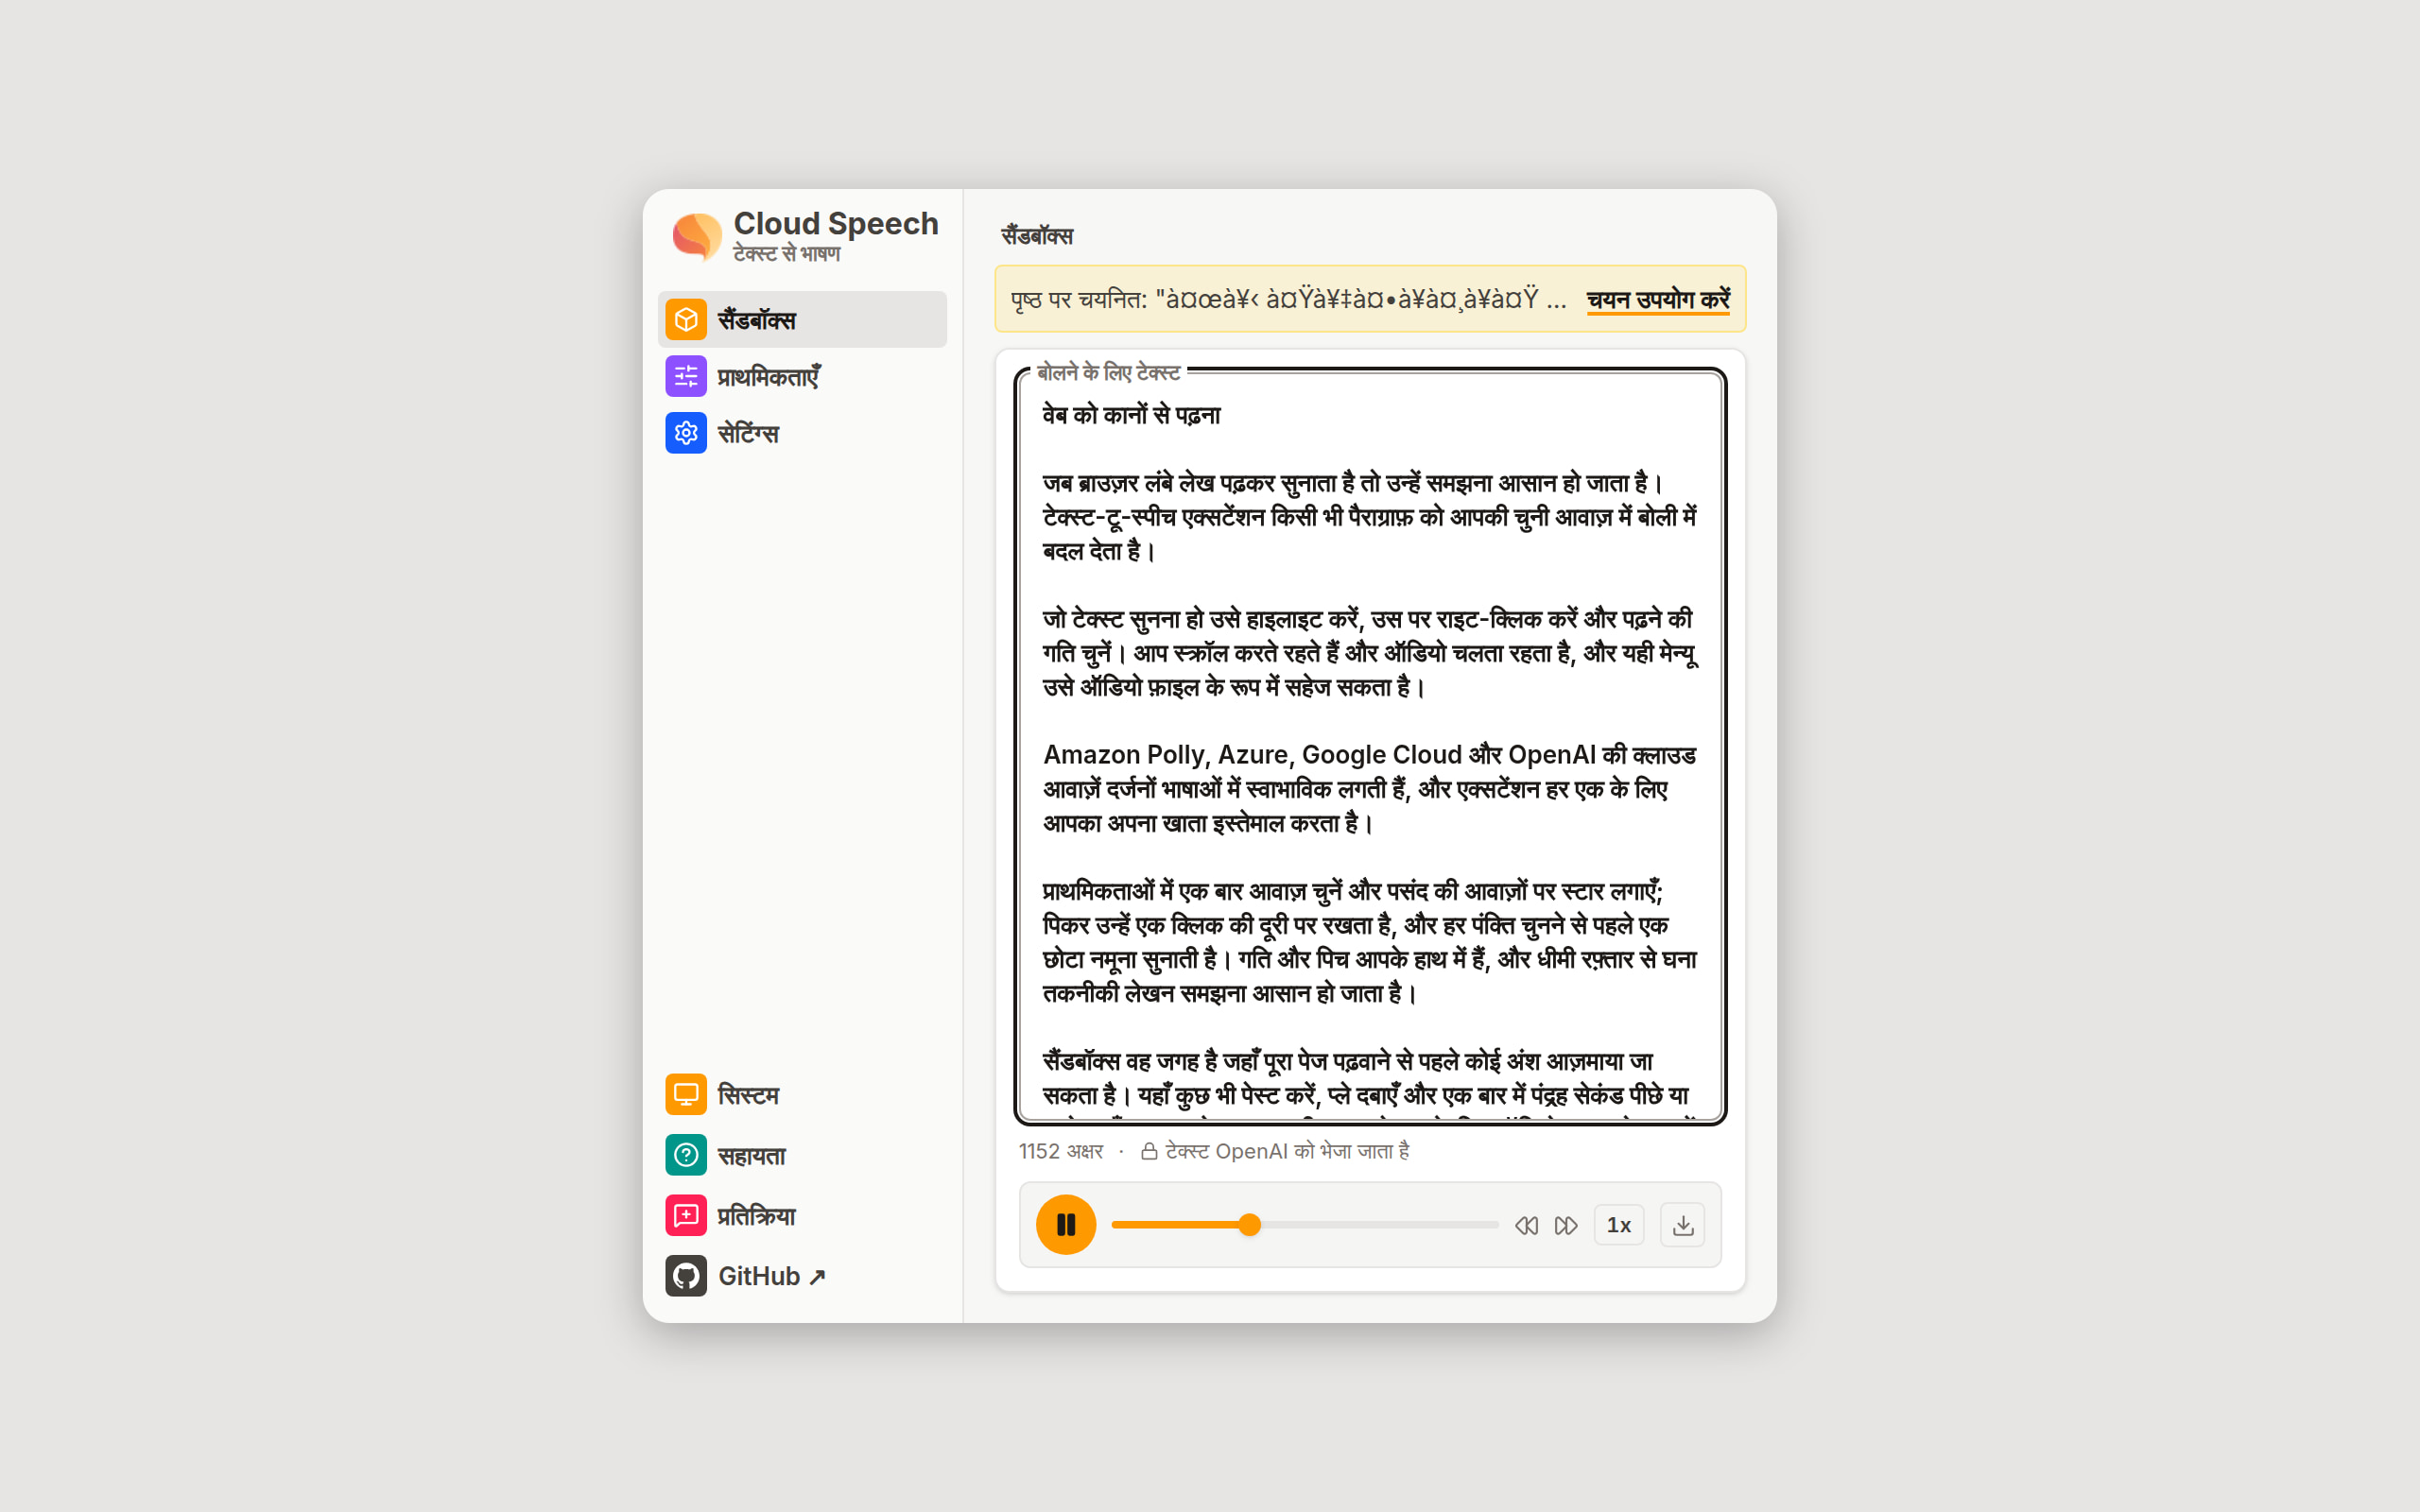 Cloud Speech
टेक्स्ट से भाषण
सैंडबॉक्स
प्राथमिकताएँ
सेटिंग्स
सिस्टम
सहायता
प्रतिक्रिया
GitHub ↗
सैंडबॉक्स
पृष्ठ पर चयनित: "à¤œà¥‹ à¤Ÿà¥‡à¤•à¥à¤¸à¥à¤Ÿ ... चयन उपयोग करें
बोलने के लिए टेक्स्ट
वेब को कानों से पढ़ना
जब ब्राउज़र लंबे लेख पढ़कर सुनाता है तो उन्हें समझना आसान हो जाता है।
टेक्स्ट-टू-स्पीच एक्सटेंशन किसी भी पैराग्राफ़ को आपकी चुनी आवाज़ में बोली में
बदल देता है।
जो टेक्स्ट सुनना हो उसे हाइलाइट करें, उस पर राइट-क्लिक करें और पढ़ने की
गति चुनें। आप स्क्रॉल करते रहते हैं और ऑडियो चलता रहता है, और यही मेन्यू
उसे ऑडियो फ़ाइल के रूप में सहेज सकता है।
Amazon Polly, Azure, Google Cloud और OpenAI की क्लाउड
आवाज़ें दर्जनों भाषाओं में स्वाभाविक लगती हैं, और एक्सटेंशन हर एक के लिए
आपका अपना खाता इस्तेमाल करता है।
प्राथमिकताओं में एक बार आवाज़ चुनें और पसंद की आवाज़ों पर स्टार लगाएँ;
पिकर उन्हें एक क्लिक की दूरी पर रखता है, और हर पंक्ति चुनने से पहले एक
छोटा नमूना सुनाती है। गति और पिच आपके हाथ में हैं, और धीमी रफ़्तार से घना
तकनीकी लेखन समझना आसान हो जाता है।
सैंडबॉक्स वह जगह है जहाँ पूरा पेज पढ़वाने से पहले कोई अंश आज़माया जा
सकता है। यहाँ कुछ भी पेस्ट करें, प्ले दबाएँ और एक बार में पंद्रह सेकंड पीछे या
1152 अक्षर · टेक्स्ट OpenAI को भेजा जाता है
1x